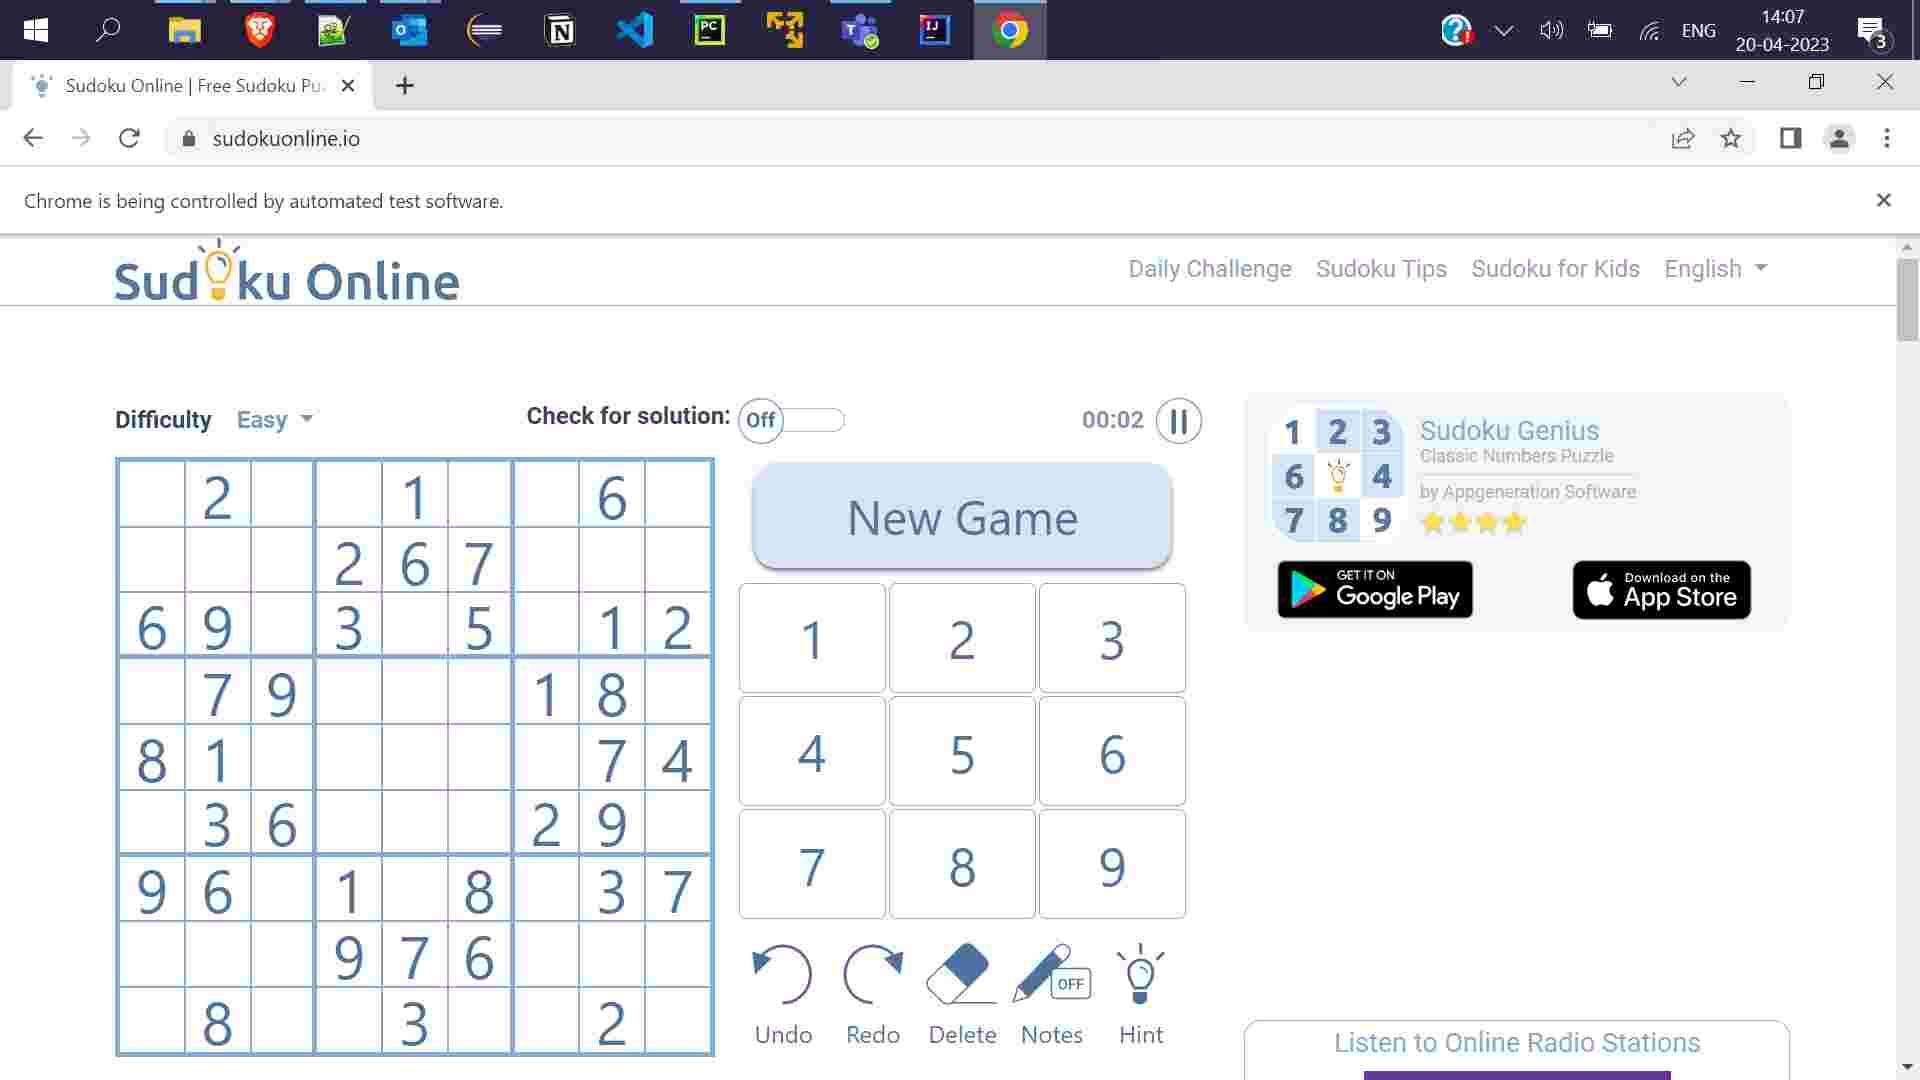 ENG
14:07
20-04-2023
3
Sudoku Online | Free Sudoku Pu
sudokuonline.io
Chrome is being controlled by automated test software.
Sudoku Online
Daily Challenge Sudoku Tips Sudoku for Kids English
Difficulty Easy
Check for solution: Off
00:02
2 1 6
2 6 7
6 9 3 5 1 2
7 9 1 8
8 1 7 4
3 6 2 9
9 6 1 8 3 7
9 7 6
8 3 2
New Game
1 2 3
4 5 6
7 8 9
Undo Redo Delete Notes Hint
OFF
1 2 3
6 4
7 8 9
Sudoku Genius
Classic Numbers Puzzle
by Appgeneration Software
GET IT ON
Google Play
Download on the
App Store
Listen to Online Radio Stations
PC
IJ